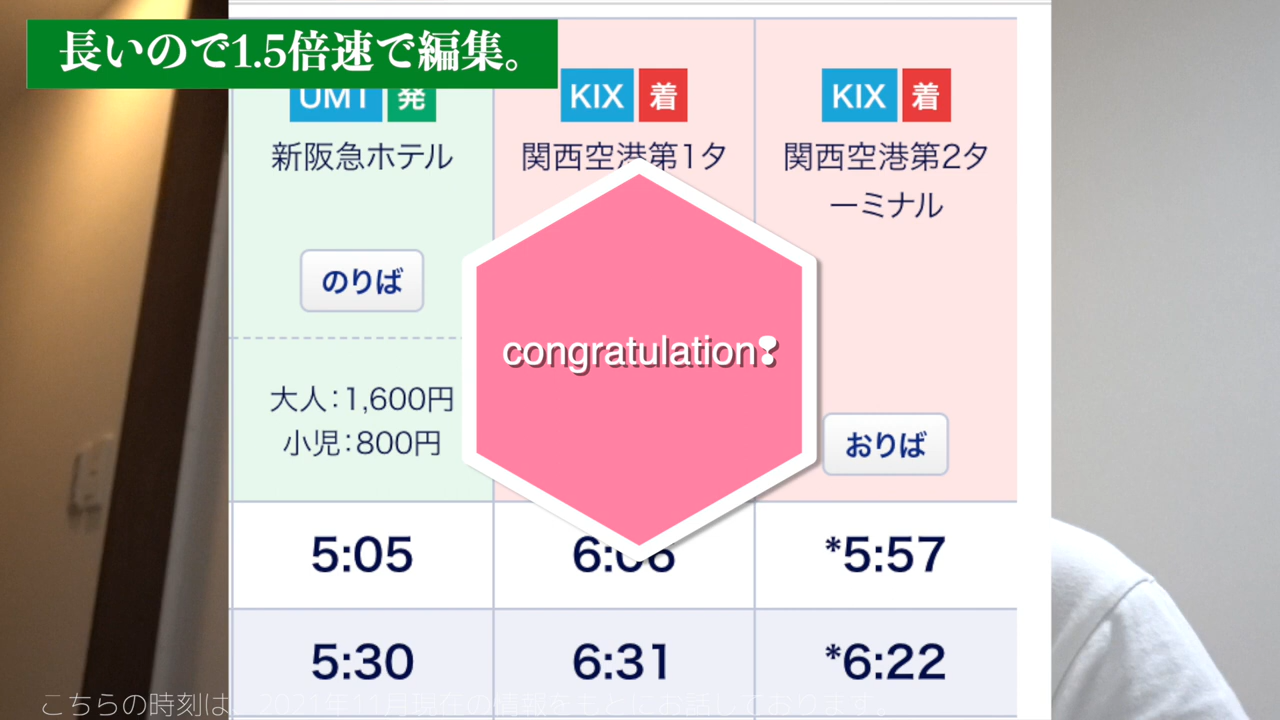 長いので1.5倍速で編集。
UMT 発
KIX 着
KIX 着
新阪急ホテル
関西空港第1タ
関西空港第2タ
ーミナル
のりば
congratulation❢
大人：1,600円
小児：800円
おりば
5:05
6:06
*5:57
5:30
6:31
*6:22
こちらの時刻は、2021年11月現在の情報をもとにお話しております。